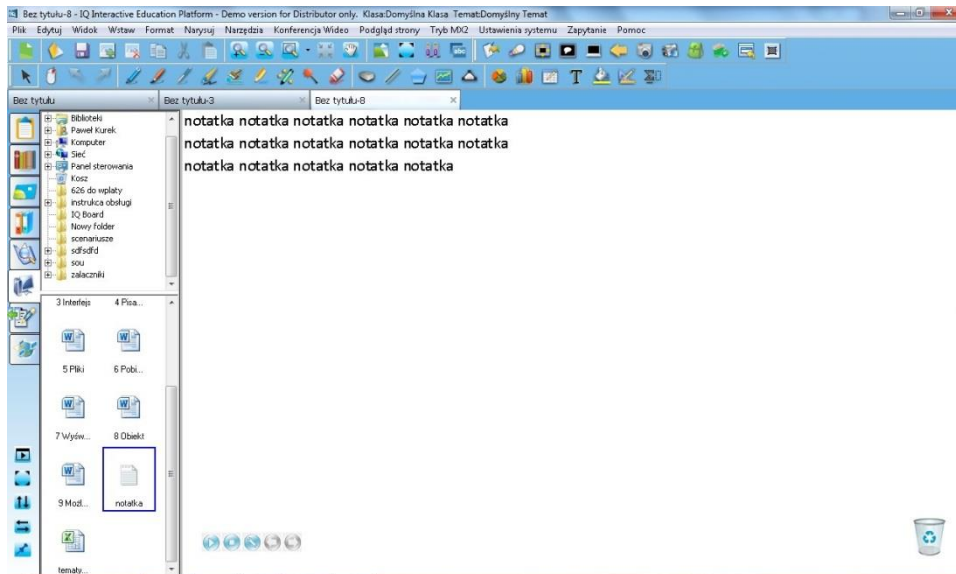 Bez tytułu-8 - IQ Interactive Education Platform - Demo version for Distributor only. Klasa:Domyślna Klasa Temat:Domyślny Temat
Plik Edytuj Widok Wstaw Format Narysuj Narzędzia Konferencja Wideo Podgląd strony Tryb MX2 Ustawienia systemu Zapytanie Pomoc
Bez tytułu Bez tytułu-3 Bez tytułu-8
Biblioteki
Paweł Kurek
Komputer
Sieć
Panel sterowania
Kosz
626 do wplaty
instrukca obsługi
IQ Board
Nowy folder
scenariusze
sdfsdfd
sou
zalaczniki
3 Interfejs 4 Pisa...
5 Pliki 6 Pobi...
7 Wyśw... 8 Obiekt
9 Możl... notatka
tematy...
notatka notatka notatka notatka notatka notatka
notatka notatka notatka notatka notatka notatka
notatka notatka notatka notatka notatka